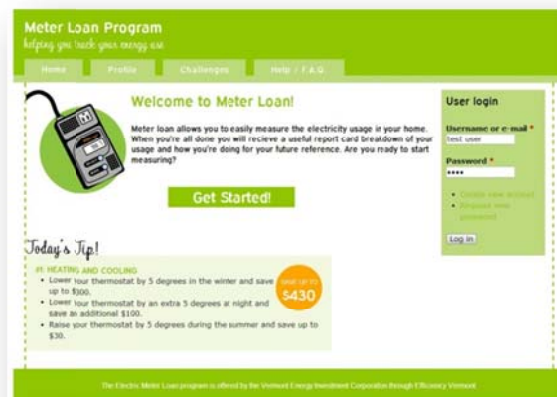 Meter Loan Program
helping you track your energy use
Home Profile Challenges Help / F.A.Q.
Welcome to Meter Loan!
Meter loan allows you to easily measure the electricity usage in your home.
When you're all done you will recieve a useful report card breakdown of your
usage and how you're doing for your future reference. Are you ready to start
measuring?
Get Started!
User login
Username or e-mail *
test user
Password *
••••
• Create new account
• Request new
password
Log in
Today's Tip!
#1: HEATING AND COOLING
• Lower your thermostat by 5 degrees in the winter and save
up to $300.
• Lower your thermostat by an extra 5 degrees at night and
save an additional $100.
• Raise your thermostat by 5 degrees during the summer and save up to
$30.
SAVE UP TO
$430
The Electric Meter Loan program is offered by the Vermont Energy Investment Corporation through Efficiency Vermont